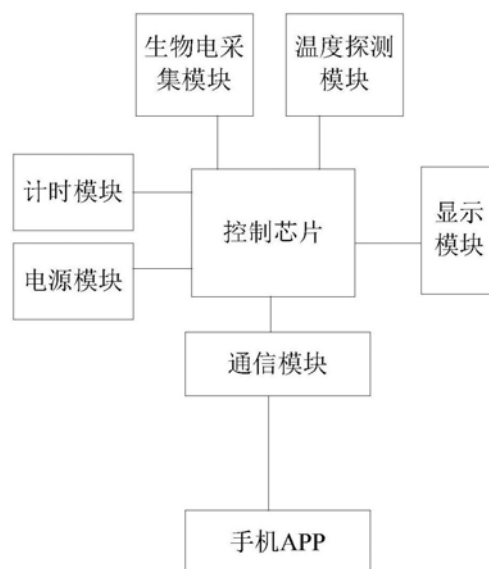 生物电采
集模块
温度探测
模块
计时模块
控制芯片
显示
模块
电源模块
通信模块
手机APP